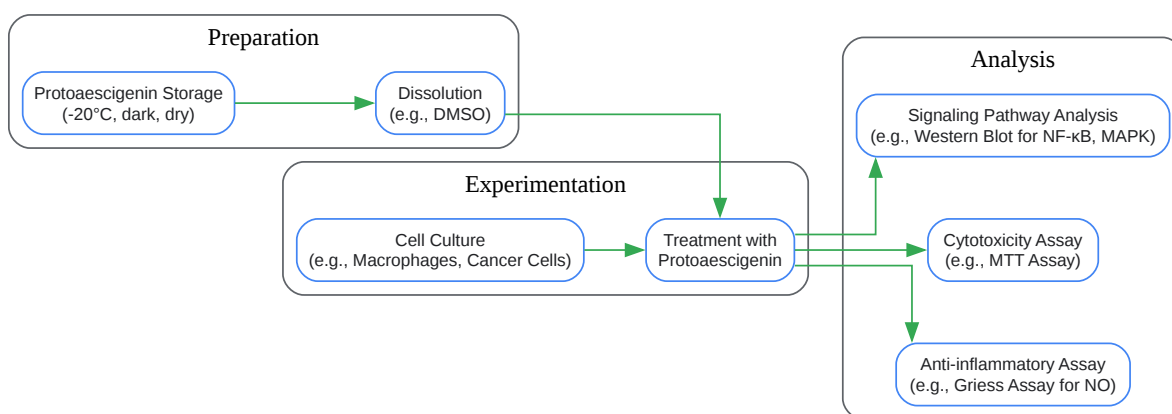 Preparation
Protoaescigenin Storage
(-20°C, dark, dry)
Dissolution
(e.g., DMSO)
Experimentation
Cell Culture
(e.g., Macrophages, Cancer Cells)
Treatment with
Protoaescigenin
Analysis
Signaling Pathway Analysis
(e.g., Western Blot for NF-κB, MAPK)
Cytotoxicity Assay
(e.g., MTT Assay)
Anti-inflammatory Assay
(e.g., Griess Assay for NO)